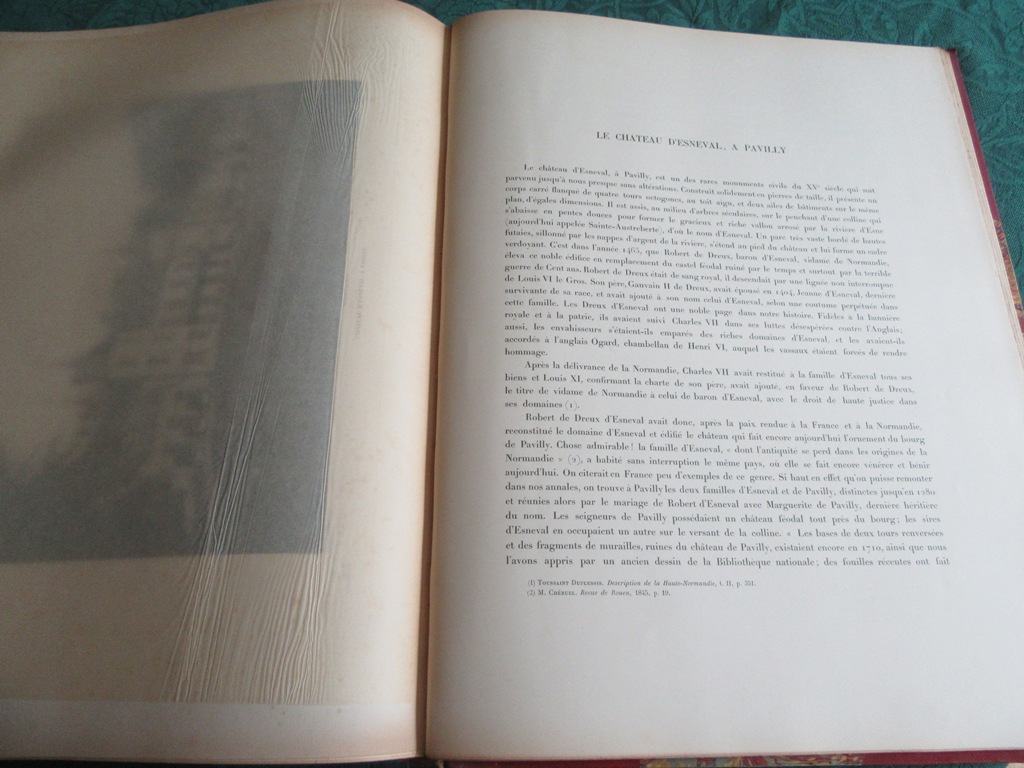 LE CHATEAU D'ESNEVAL, A PAVILLY
Le château d'Esneval, à Pavilly, est un des rares monuments civils du XVe siècle qui soit
parvenu jusqu'à nous presque sans altérations. Construit solidement en pierres de taille, il présente un
corps carré flanqué de quatre tours octogones, au toit aigu, et deux ailes de bâtiments sur le même
plan, d'égales dimensions. Il est assis, au milieu d'arbres séculaires, sur le penchant d'une colline qui
s'abaisse en pentes douces pour former le gracieux et riche vallon arrosé par la rivière d'Esne
(aujourd'hui appelée Sainte-Austreberte), d'où le nom d'Esneval. Un parc très vaste bordé de hautes
futaies, sillonné par les nappes d'argent de la rivière, s'étend au pied du château et lui forme un cadre
verdoyant. C'est dans l'année 1465, que Robert de Dreux, baron d'Esneval, vidame de Normandie,
éleva ce noble édifice en remplacement du castel féodal ruiné par le temps et surtout par la terrible
guerre de Cent ans. Robert de Dreux était de sang royal, il descendait par une lignée non interrompue
de Louis VI le Gros. Son père, Gauvain II de Dreux, avait épousé en 1404, Jeanne d'Esneval, dernière
survivante de sa race, et avait ajouté à son nom celui d'Esneval, selon une coutume perpétuée dans
cette famille. Les Dreux d'Esneval ont une noble page dans notre histoire. Fidèles à la bannière
royale et à la patrie, ils avaient suivi Charles VII dans ses luttes désespérées contre l'Anglais;
aussi, les envahisseurs s'étaient-ils emparés des riches domaines d'Esneval, et les avaient-ils
accordés à l'anglais Ogard, chambellan de Henri VI, auquel les vassaux étaient forcés de rendre
hommage.
Après la délivrance de la Normandie, Charles VII avait restitué à la famille d'Esneval tous ses
biens et Louis XI, confirmant la charte de son père, avait ajouté, en faveur de Robert de Dreux,
le titre de vidame de Normandie à celui de baron d'Esneval, avec le droit de haute justice dans
ses domaines (1).
Robert de Dreux d'Esneval avait donc, après la paix rendue à la France et à la Normandie,
reconstitué le domaine d'Esneval et édifié le château qui fait encore aujourd'hui l'ornement du bourg
de Pavilly. Chose admirable! la famille d'Esneval, « dont l'antiquité se perd dans les origines de la
Normandie » (2), a habité sans interruption le même pays, où elle se fait encore vénérer et bénir
aujourd'hui. On citerait en France peu d'exemples de ce genre. Si haut en effet qu'on puisse remonter
dans nos annales, on trouve à Pavilly les deux familles d'Esneval et de Pavilly, distinctes jusqu'en 1280
et réunies alors par le mariage de Robert d'Esneval avec Marguerite de Pavilly, dernière héritière
du nom. Les seigneurs de Pavilly possédaient un château féodal tout près du bourg; les sires
d'Esneval en occupaient un autre sur le versant de la colline. « Les bases de deux tours renversées
et des fragments de murailles, ruines du château de Pavilly, existaient encore en 1710, ainsi que nous
l'avons appris par un ancien dessin de la Bibliothèque nationale; des fouilles récentes ont fait
(1) TOUSSAINT DUPLESSIS. Description de la Haute-Normandie, t. II, p. 351.
(2) M. CHÉRUEL. Revue de Rouen, 1845, p. 19.